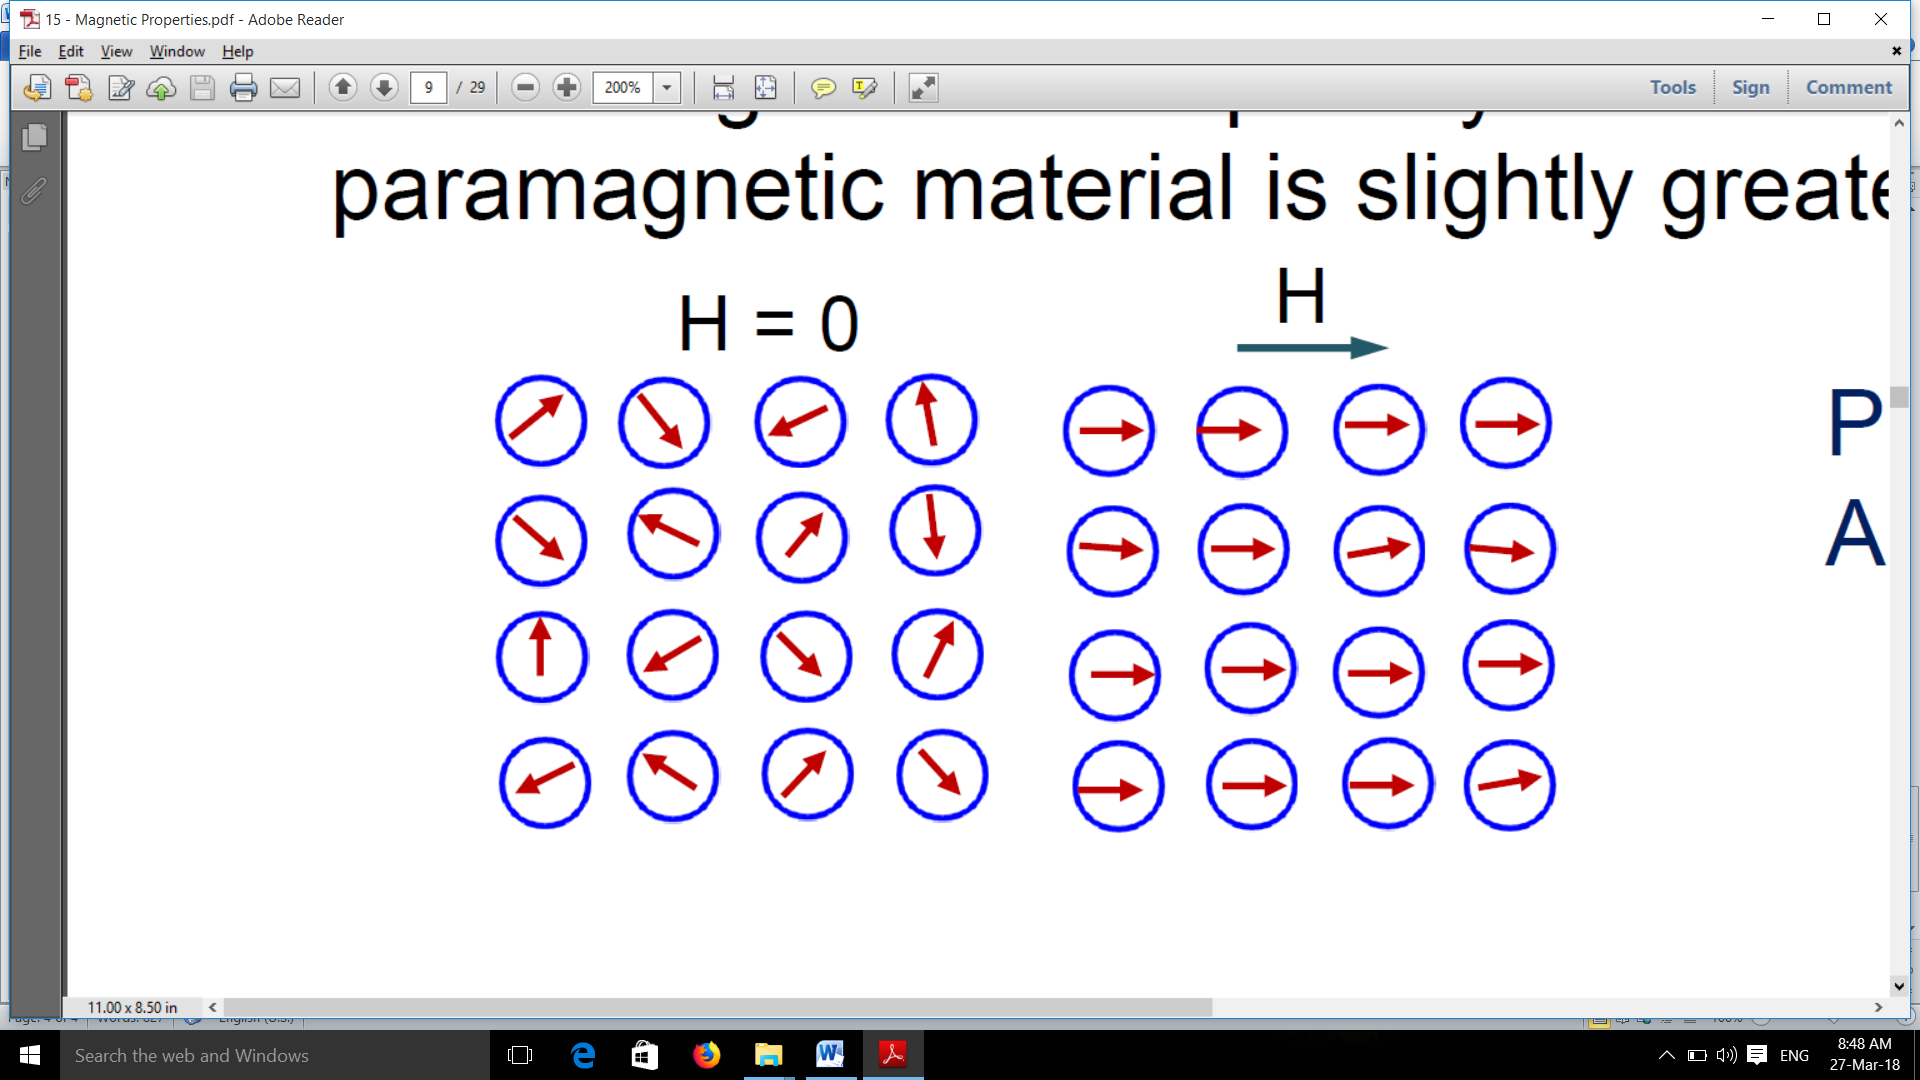 15 - Magnetic Properties.pdf - Adobe Reader
File Edit View Window Help
9 / 29 200% Tools Sign Comment
paramagnetic material is slightly greate
H
H = 0
P
A
11.00 x 8.50 in
Search the web and Windows
ENG
8:48 AM
27-Mar-18